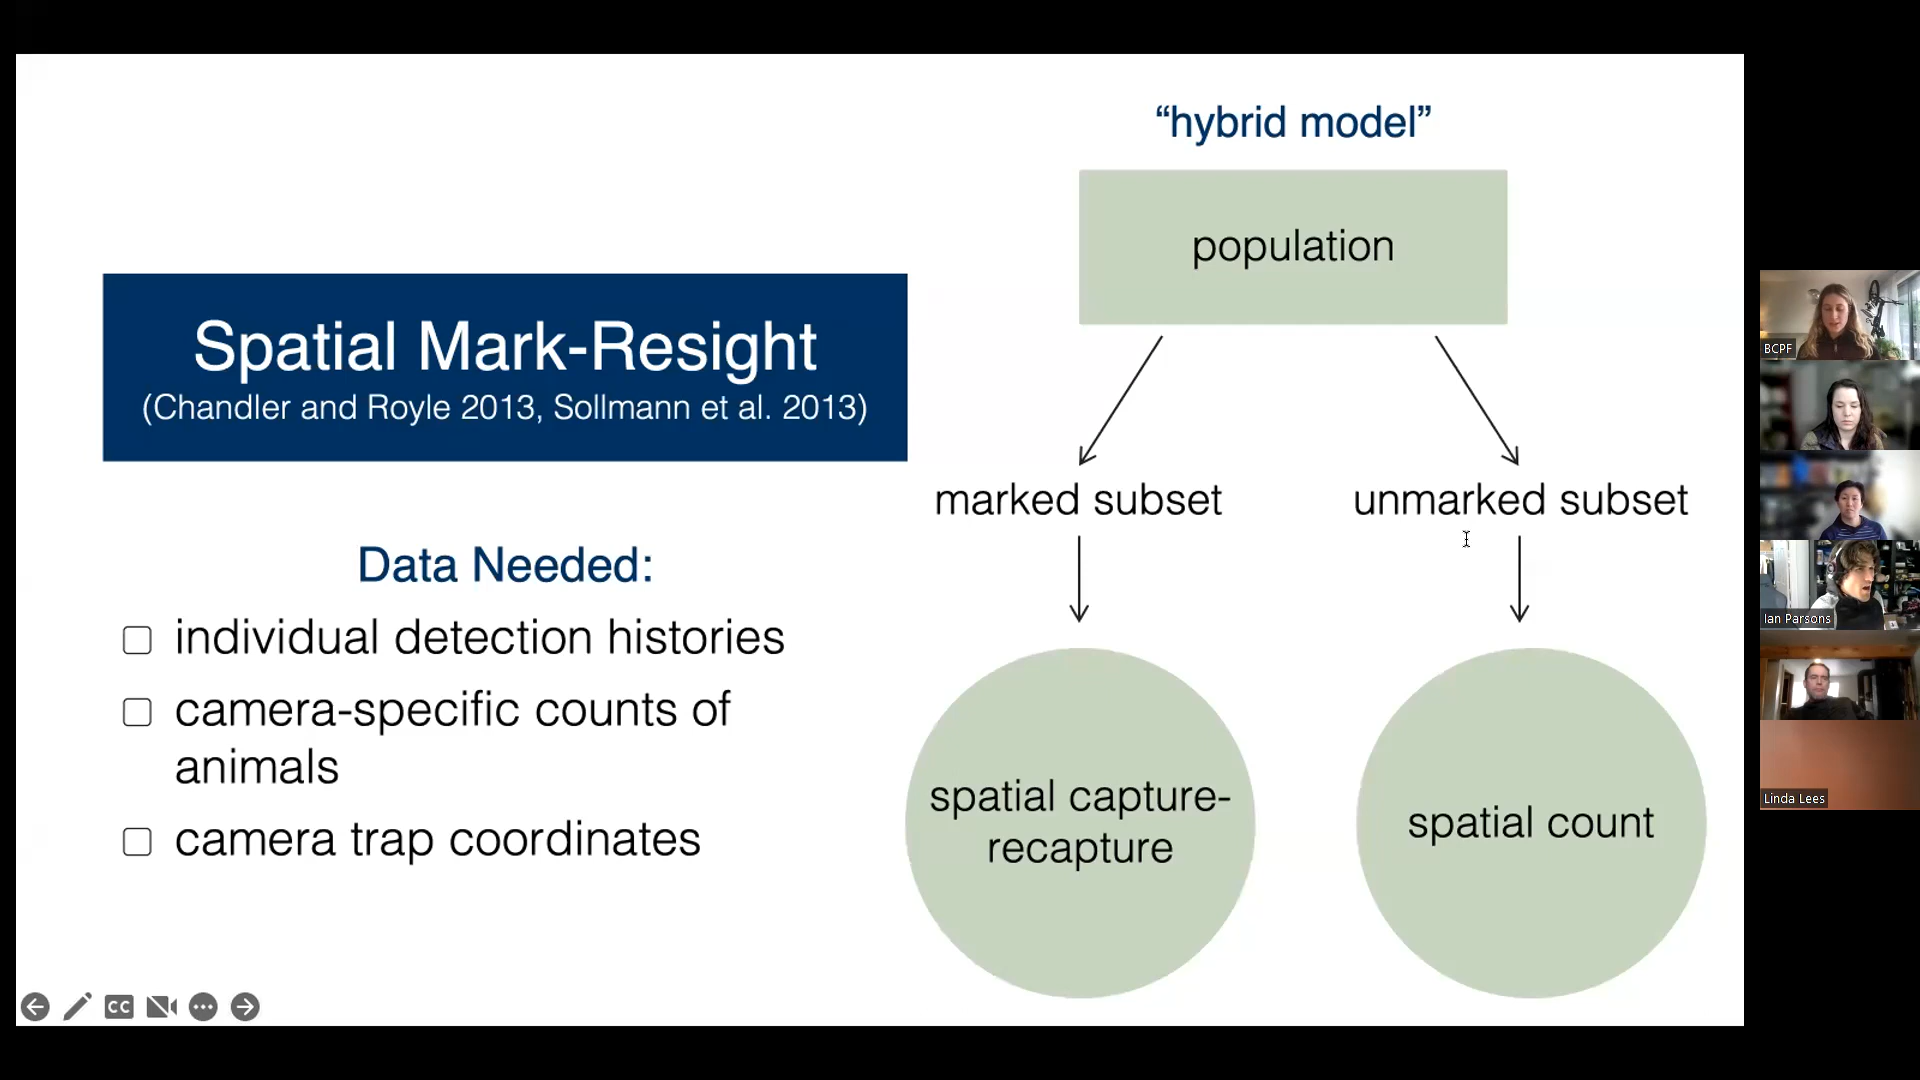 “hybrid model”
population
Spatial Mark-Resight
(Chandler and Royle 2013, Sollmann et al. 2013)
marked subset
unmarked subset
Data Needed:
individual detection histories
camera-specific counts of
animals
camera trap coordinates
spatial capture-
recapture
spatial count
CC
BCPF
Ian Parsons
Linda Lees